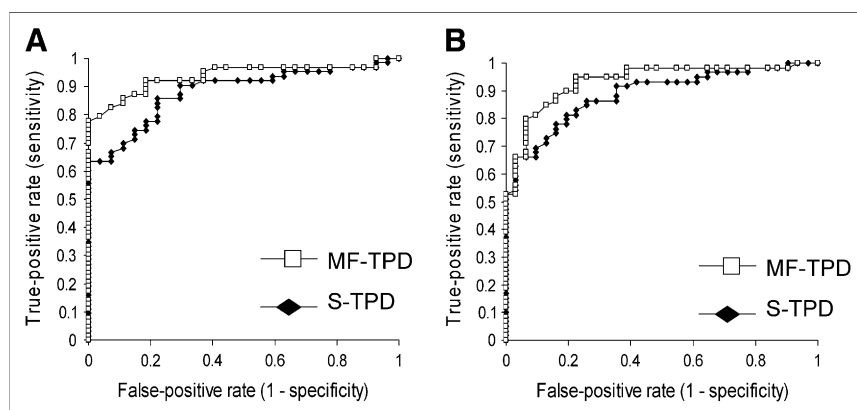 A
True-positive rate (sensitivity)
1
0.9
0.8
0.7
0.6
0.5
0.4
0.3
0.2
0.1
0
MF-TPD
S-TPD
0 0.2 0.4 0.6 0.8 1
False-positive rate (1 - specificity)
B
True-positive rate (sensitivity)
1
0.9
0.8
0.7
0.6
0.5
0.4
0.3
0.2
0.1
0
MF-TPD
S-TPD
0 0.2 0.4 0.6 0.8 1
False-positive rate (1 - specificity)